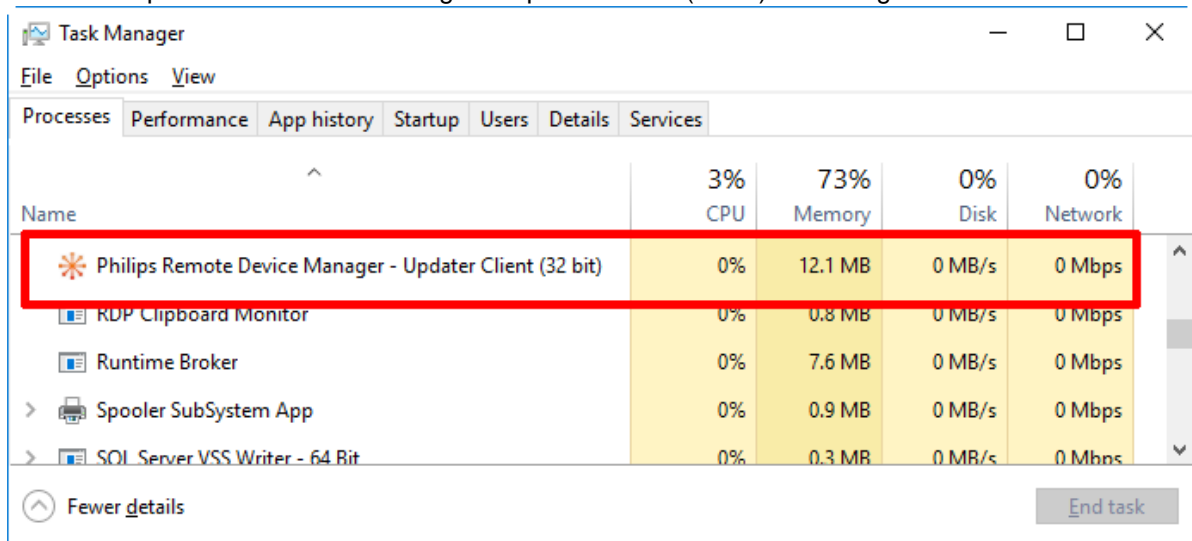 Task Manager
File Options View
Processes Performance App history Startup Users Details Services
3% 73% 0% 0%
Name CPU Memory Disk Network
Philips Remote Device Manager - Updater Client (32 bit) 0% 12.1 MB 0 MB/s 0 Mbps
RDP Clipboard Monitor 0% 0.8 MB 0 MB/s 0 Mbps
Runtime Broker 0% 7.6 MB 0 MB/s 0 Mbps
Spooler SubSystem App 0% 0.9 MB 0 MB/s 0 Mbps
SQL Server VSS Writer - 64 Bit 0% 0.3 MB 0 MB/s 0 Mbps
Fewer details End task